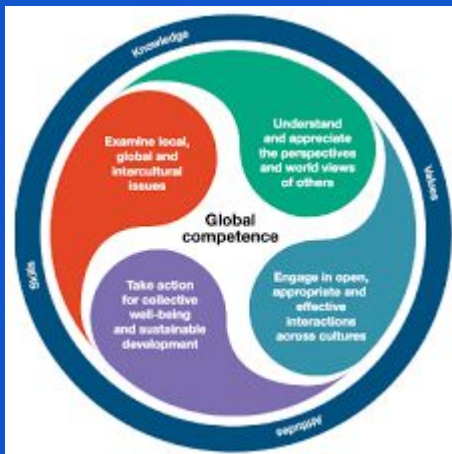 Knowledge
Examine local,
global and
intercultural
issues
Understand
and appreciate
the perspectives
and world views
of others
Values
Global
competence
Skills
Take action
for collective
well-being
and sustainable
development
Engage in open,
appropriate and
effective
interactions
across cultures
Attitudes